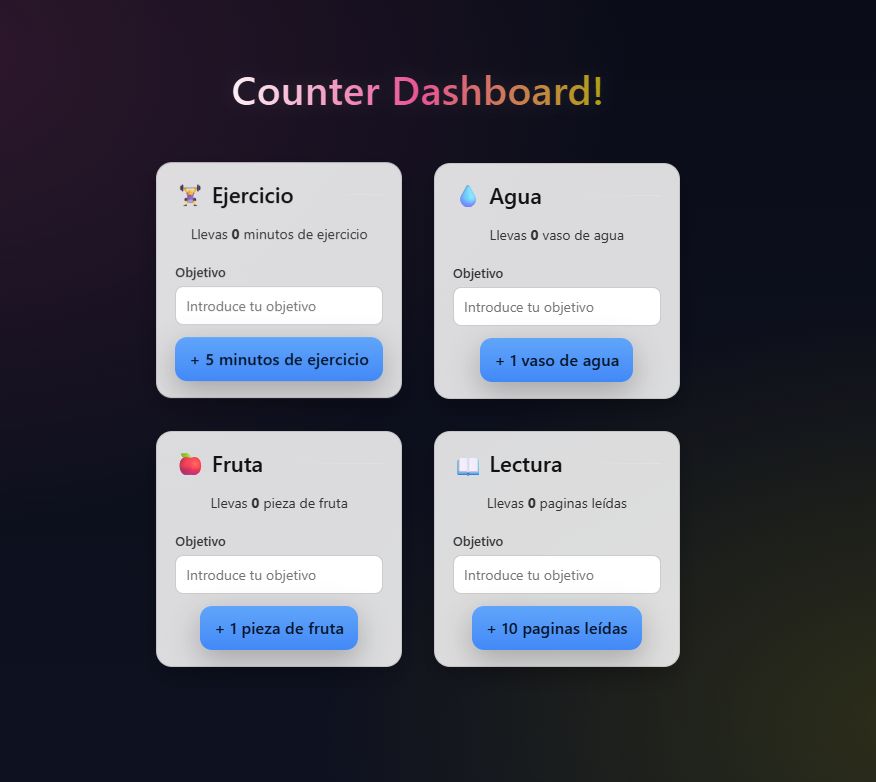 Counter Dashboard!
Ejercicio
Llevas 0 minutos de ejercicio
Objetivo
Introduce tu objetivo
+ 5 minutos de ejercicio
Agua
Llevas 0 vaso de agua
Objetivo
Introduce tu objetivo
+ 1 vaso de agua
Fruta
Llevas 0 pieza de fruta
Objetivo
Introduce tu objetivo
+ 1 pieza de fruta
Lectura
Llevas 0 paginas leídas
Objetivo
Introduce tu objetivo
+ 10 paginas leídas